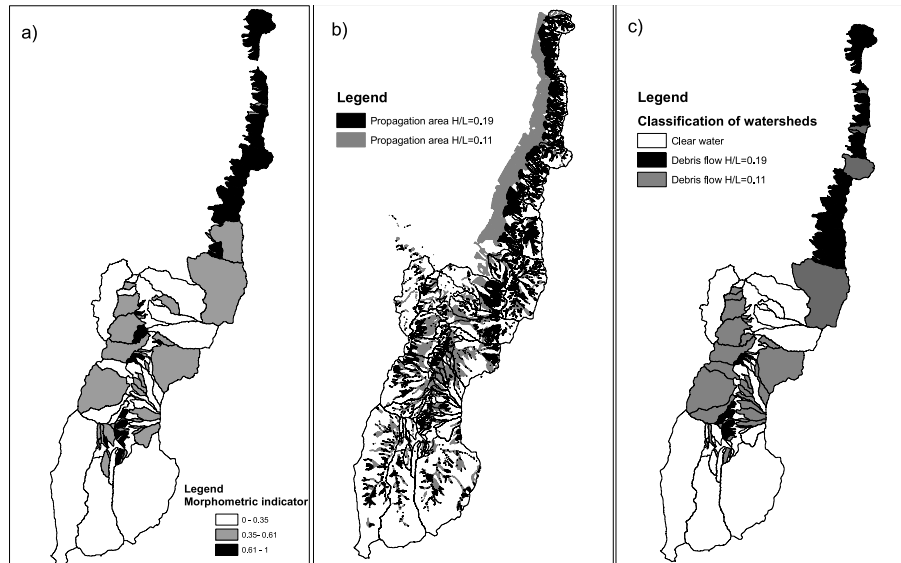 a)
Legend
Morphometric indicator
0 - 0.35
0.35 - 0.61
0.61 - 1
b)
Legend
Propagation area H/L=0.19
Propagation area H/L=0.11
c)
Legend
Classification of watersheds
Clear water
Debris flow H/L=0.19
Debris flow H/L=0.11